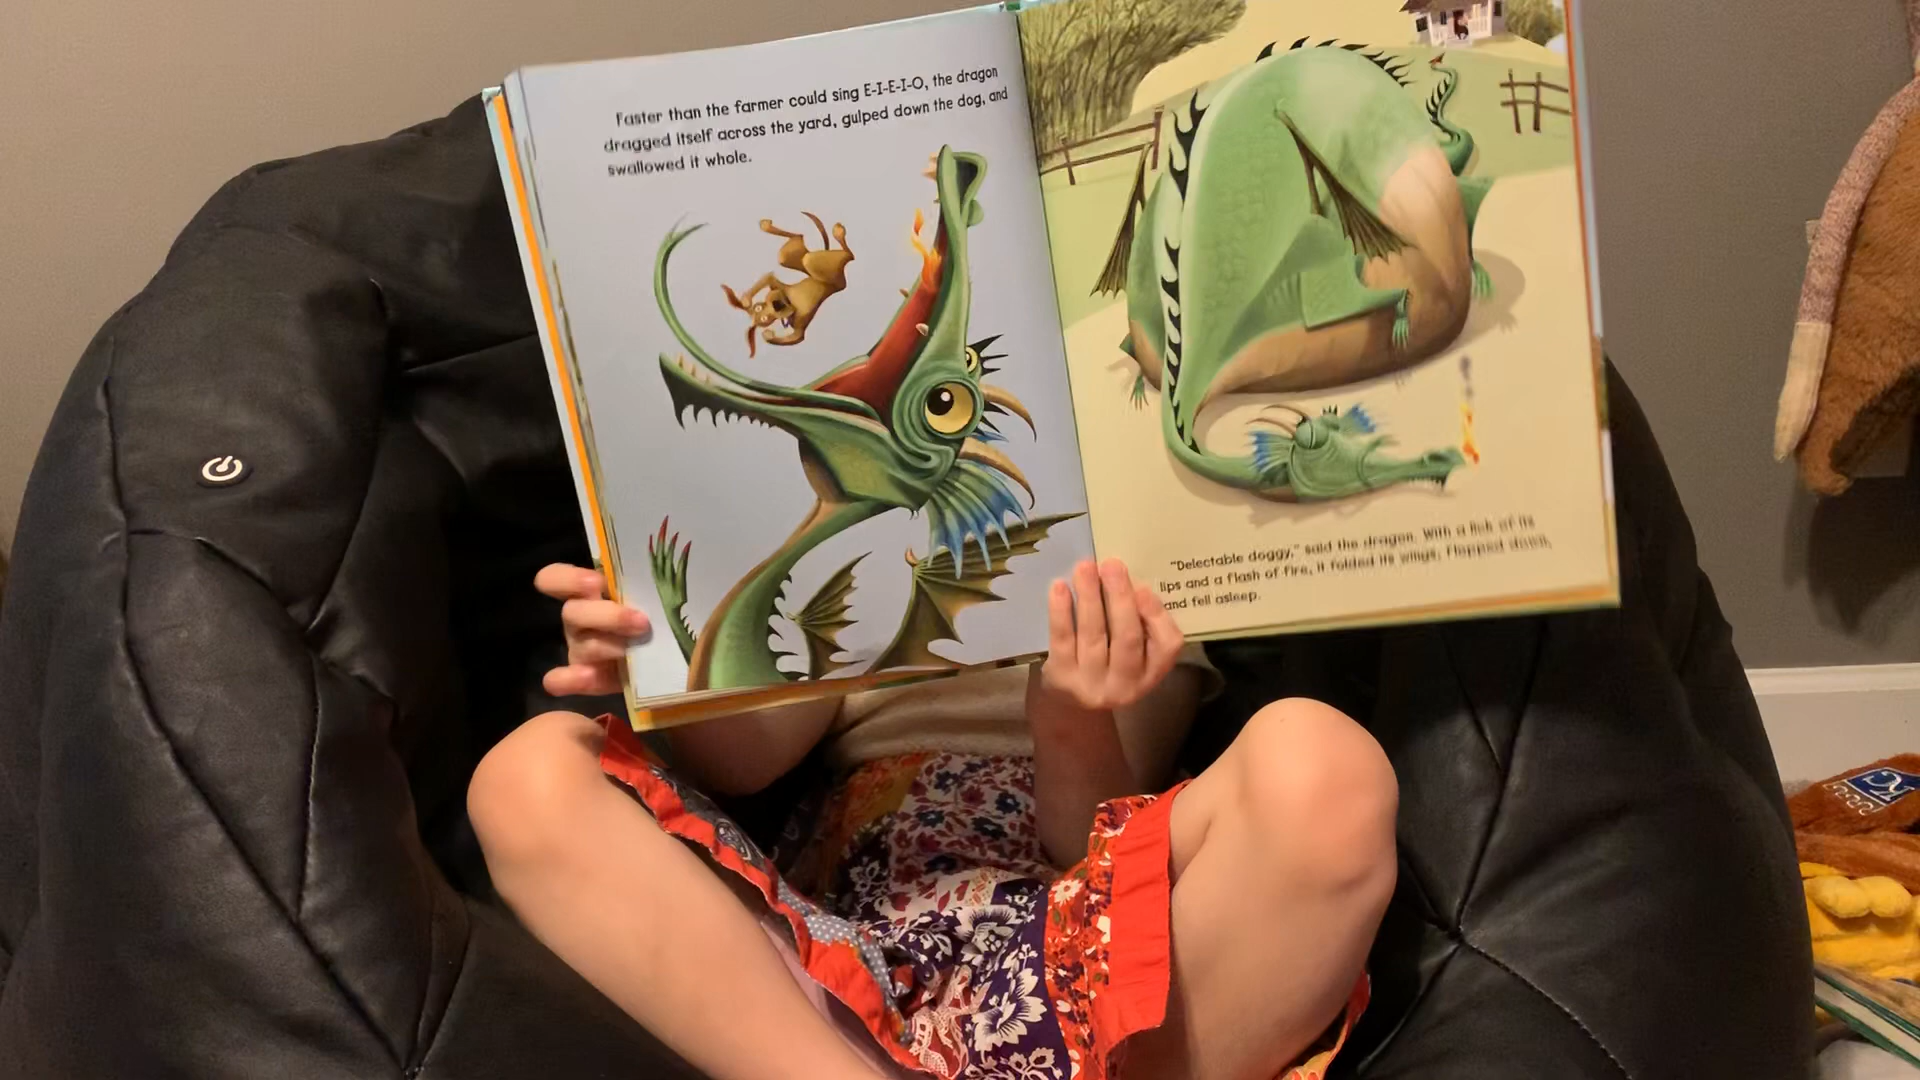 Faster than the farmer could sing E-I-E-I-O, the dragon
dragged itself across the yard, gulped down the dog, and
swallowed it whole.
"Delectable doggy," said the dragon. With a lick of its
lips and a flash of fire, it folded its wings, flopped down,
and fell asleep.
KC